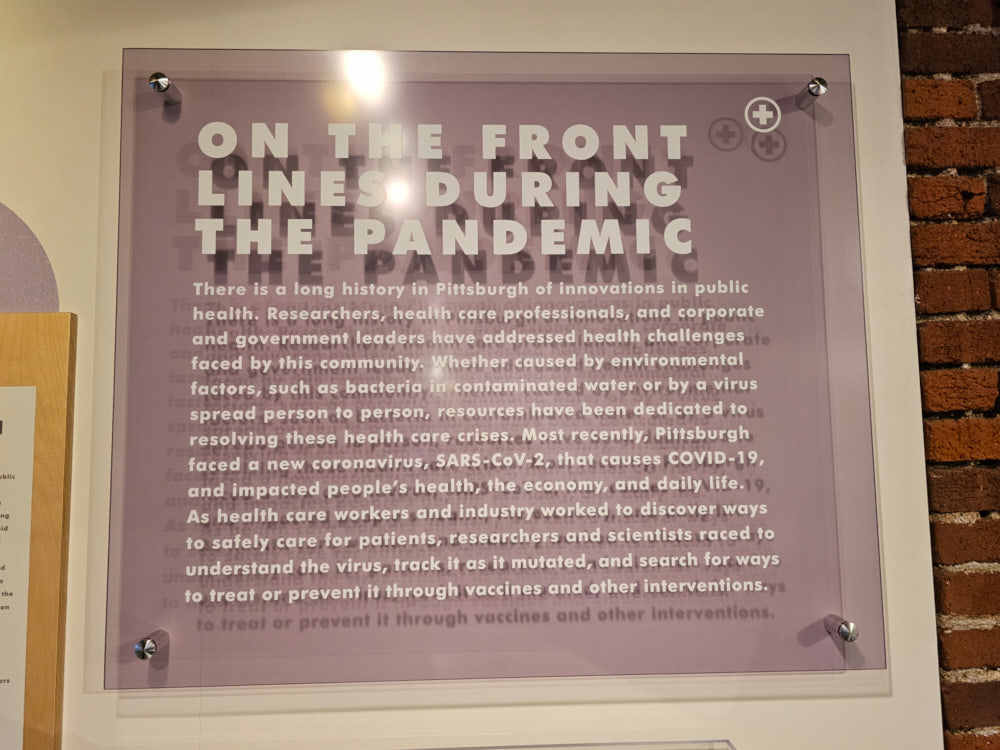 ON THE FRONT
LINES DURING
THE PANDEMIC
There is a long history in Pittsburgh of innovations in public
health. Researchers, health care professionals, and corporate
and government leaders have addressed health challenges
faced by this community. Whether caused by environmental
factors, such as bacteria in contaminated water or by a virus
spread person to person, resources have been dedicated to
resolving these health care crises. Most recently, Pittsburgh
faced a new coronavirus, SARS-CoV-2, that causes COVID-19,
and impacted people's health, the economy, and daily life.
As health care workers and industry worked to discover ways
to safely care for patients, researchers and scientists raced to
understand the virus, track it as it mutated, and search for ways
to treat or prevent it through vaccines and other interventions.